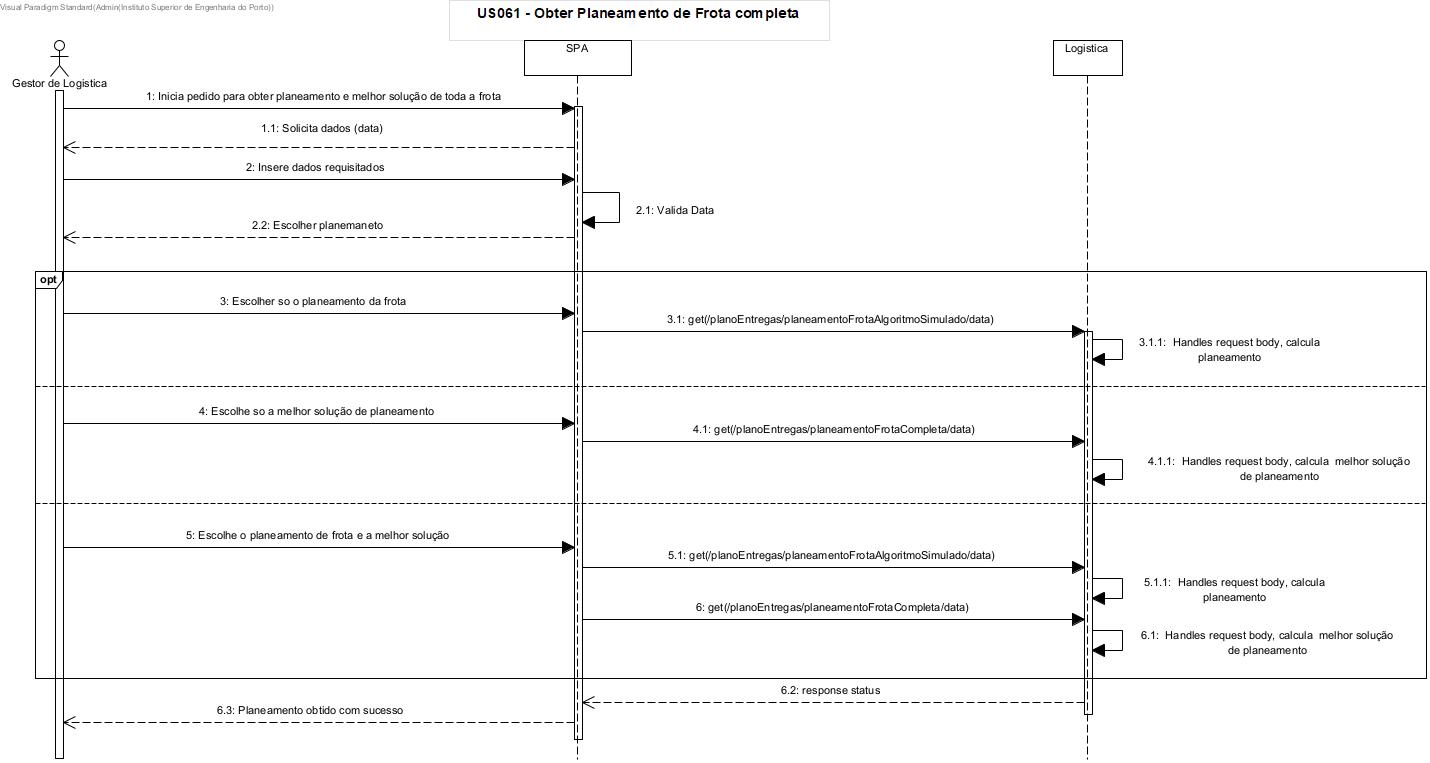 Visual Paradigm Standard(Admin(Instituto Superior de Engenharia do Porto))
US061 - Obter Planeamento de Frota completa
SPA
Logistica
Gestor de Logistica
1: Inicia pedido para obter planeamento e melhor solução de toda a frota
1.1: Solicita dados (data)
2: Insere dados requisitados
2.1: Valida Data
2.2: Escolher planemaneto
opt
3: Escolher so o planeamento da frota
3.1: get(/planoEntregas/planeamentoFrotaAlgoritmoSimulado/data)
3.1.1: Handles request body, calcula
planeamento
4: Escolhe so a melhor solução de planeamento
4.1: get(/planoEntregas/planeamentoFrotaCompleta/data)
4.1.1: Handles request body, calcula melhor solução
de planeamento
5: Escolhe o planeamento de frota e a melhor solução
5.1: get(/planoEntregas/planeamentoFrotaAlgoritmoSimulado/data)
5.1.1: Handles request body, calcula
planeamento
6: get(/planoEntregas/planeamentoFrotaCompleta/data)
6.1: Handles request body, calcula melhor solução
de planeamento
6.2: response status
6.3: Planeamento obtido com sucesso